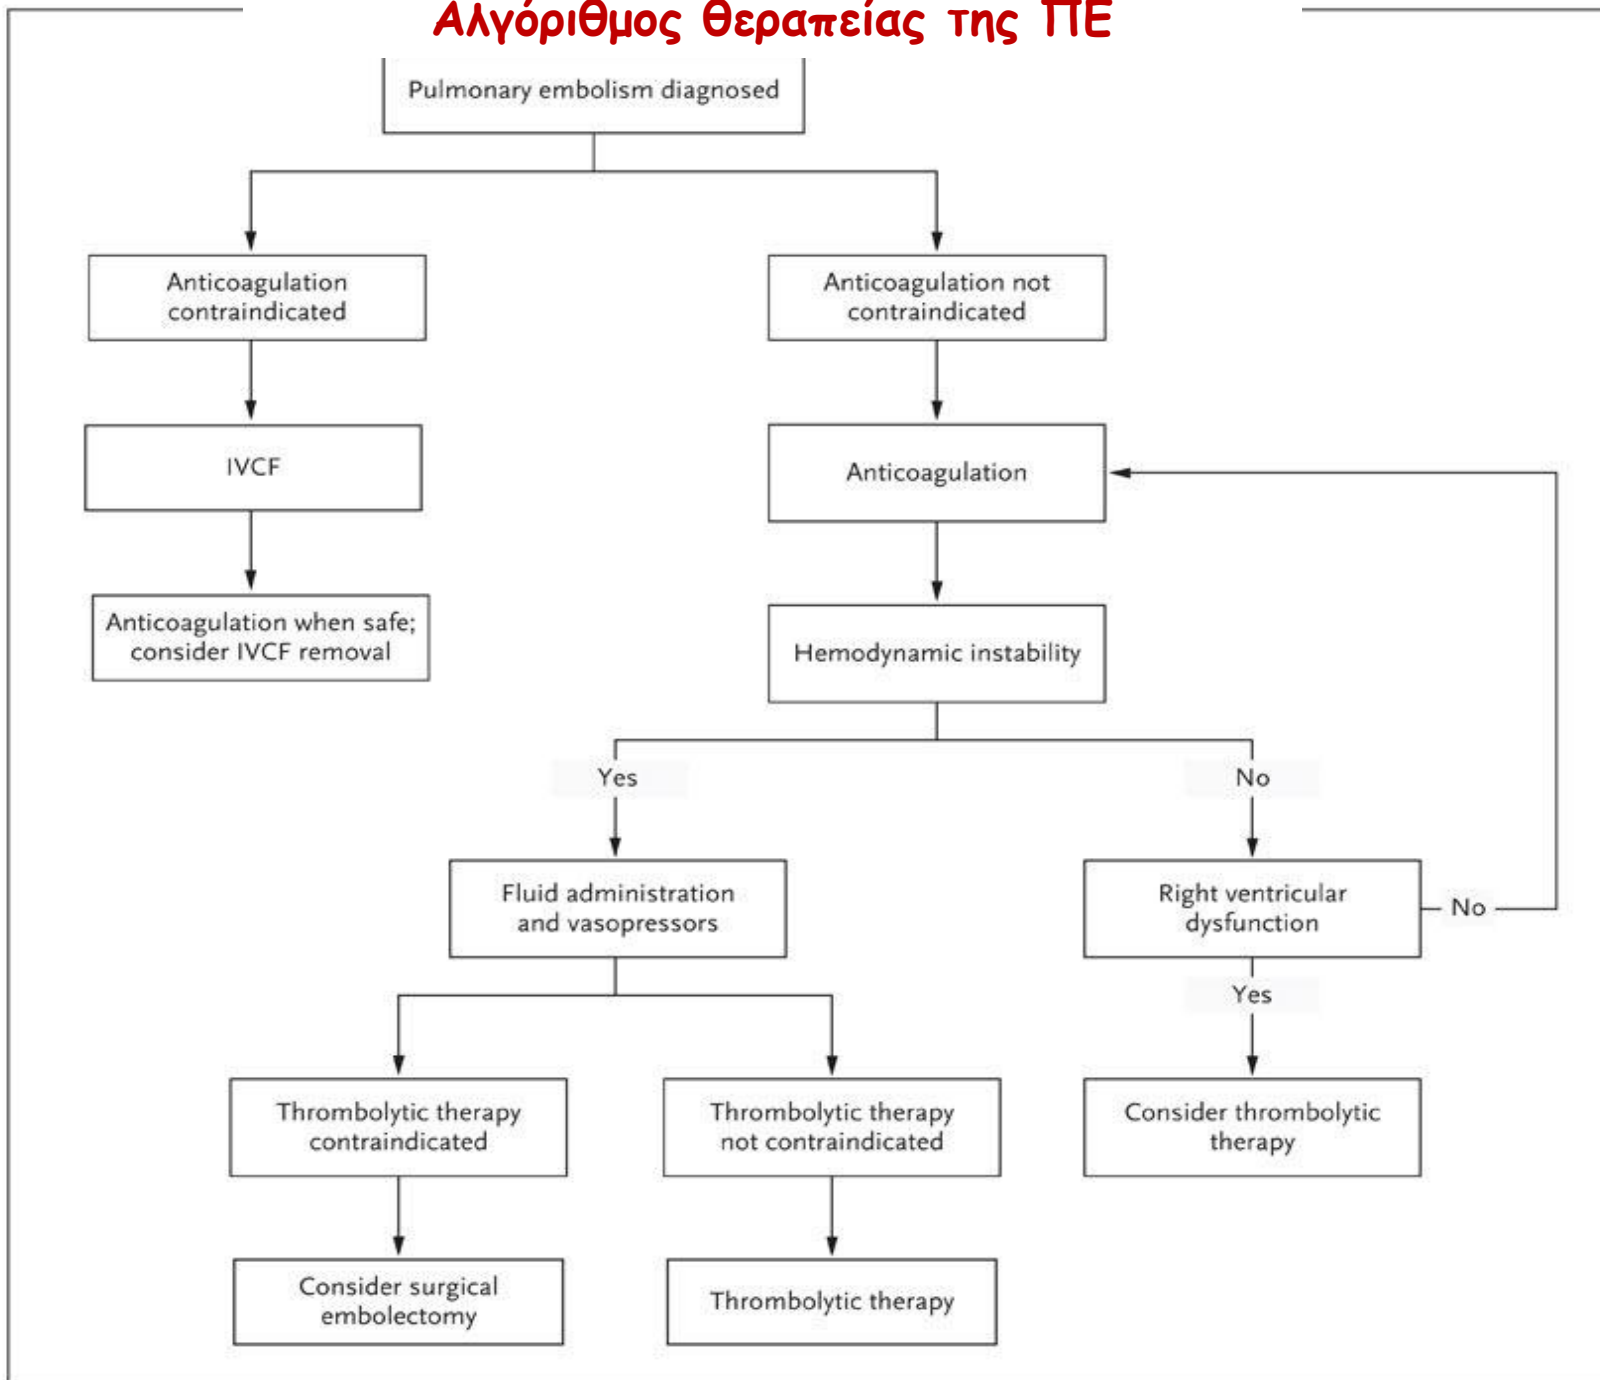 Αλγόριθμος θεραπείας της ΠΕ
Pulmonary embolism diagnosed
Anticoagulation
contraindicated
Anticoagulation not
contraindicated
IVCF
Anticoagulation
Anticoagulation when safe;
consider IVCF removal
Hemodynamic instability
Yes
No
Fluid administration
and vasopressors
Right ventricular
dysfunction
No
Yes
Thrombolytic therapy
contraindicated
Thrombolytic therapy
not contraindicated
Consider thrombolytic
therapy
Consider surgical
embolectomy
Thrombolytic therapy